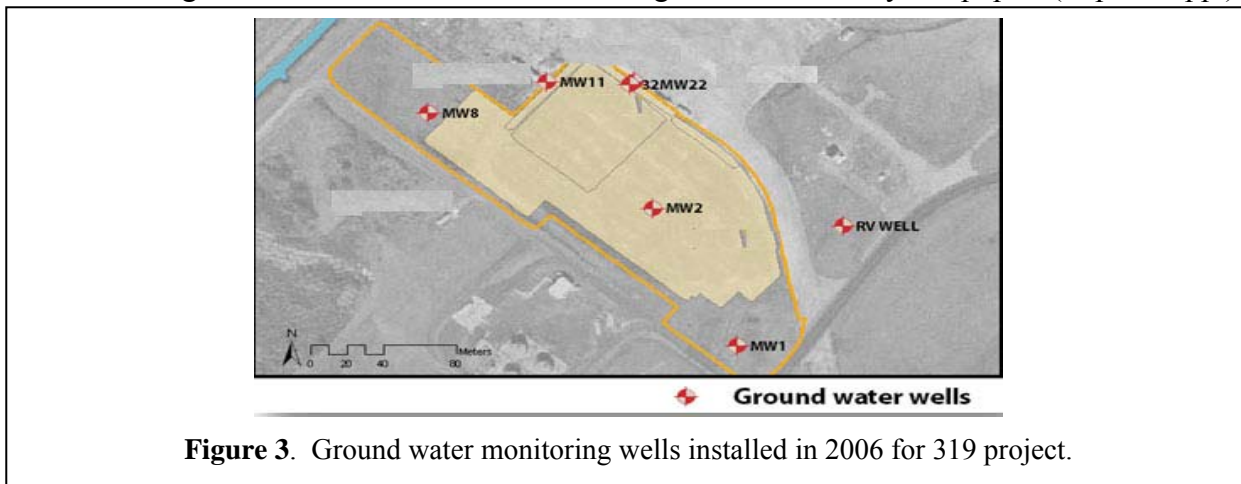 MW11
32MW22
MW8
MW2
RV WELL
MW1
N
Meters
0 20 40 80
Ground water wells
Figure 3. Ground water monitoring wells installed in 2006 for 319 project.